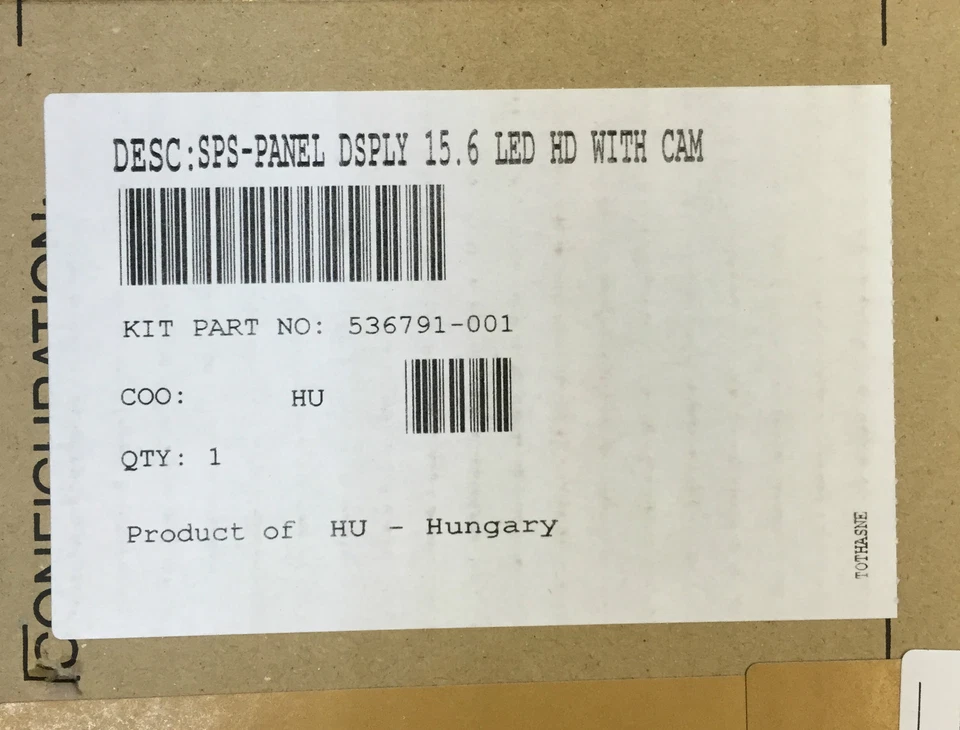 DESC:SPS-PANEL DSPLY 15.6 LED HD WITH CAM
KIT PART NO: 536791-001
COO: HU
QTY: 1
Product of HU - Hungary
TOTHASNE
CONFIGURATION: